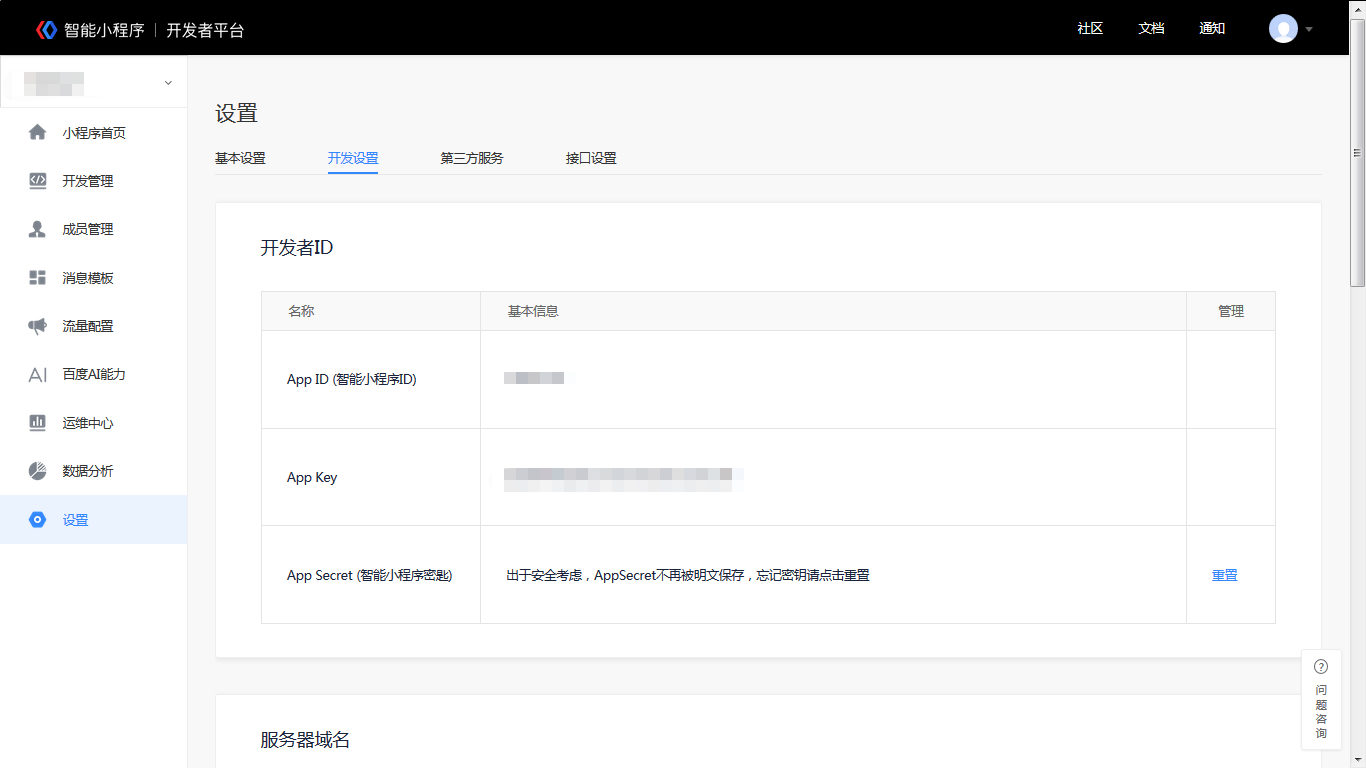 智能小程序 | 开发者平台
社区
文档
通知
小程序首页
开发管理
成员管理
消息模板
流量配置
AI 百度AI能力
运维中心
数据分析
设置
设置
基本设置
开发设置
第三方服务
接口设置
开发者ID
名称
基本信息
管理
App ID (智能小程序ID)
App Key
App Secret (智能小程序密匙)
出于安全考虑，AppSecret不再被明文保存，忘记密钥请点击重置
重置
服务器域名
?
问
题
咨
询